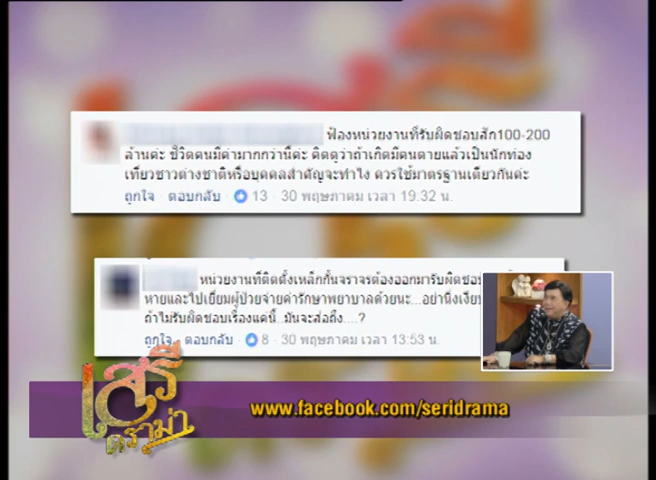 ฟ้องหน่วยงานที่รับผิดชอบสัก100-200
ล้านค่ะ ชีวิตคนมีค่ามากกว่านี้ค่ะ คิดดูว่าถ้าเกิดมีคนตายแล้วเป็นนักท่อง
เที่ยวชาวต่างชาติหรือบุคคลสำคัญจะทำไง ควรใช้มาตรฐานเดียวกันค่ะ
ถูกใจ · ตอบกลับ · 13 · 30 พฤษภาคม เวลา 19.32 น.
หน่วยงานที่ติดตั้งเหล็กกั้นจราจรต้องออกมารับผิดชอบ
หายและไปเยี่ยมผู้ป่วยจ่ายค่ารักษาพยาบาลด้วยนะ...อย่านิ่งเงีย
ถ้าไม่รับผิดชอบเรื่องแค่นี้. มันจะส่อถึง....?
ถูกใจ · ตอบกลับ · 8 · 30 พฤษภาคม เวลา 13:53 น.
เสรี
ดราม่า
www.facebook.com/seridrama